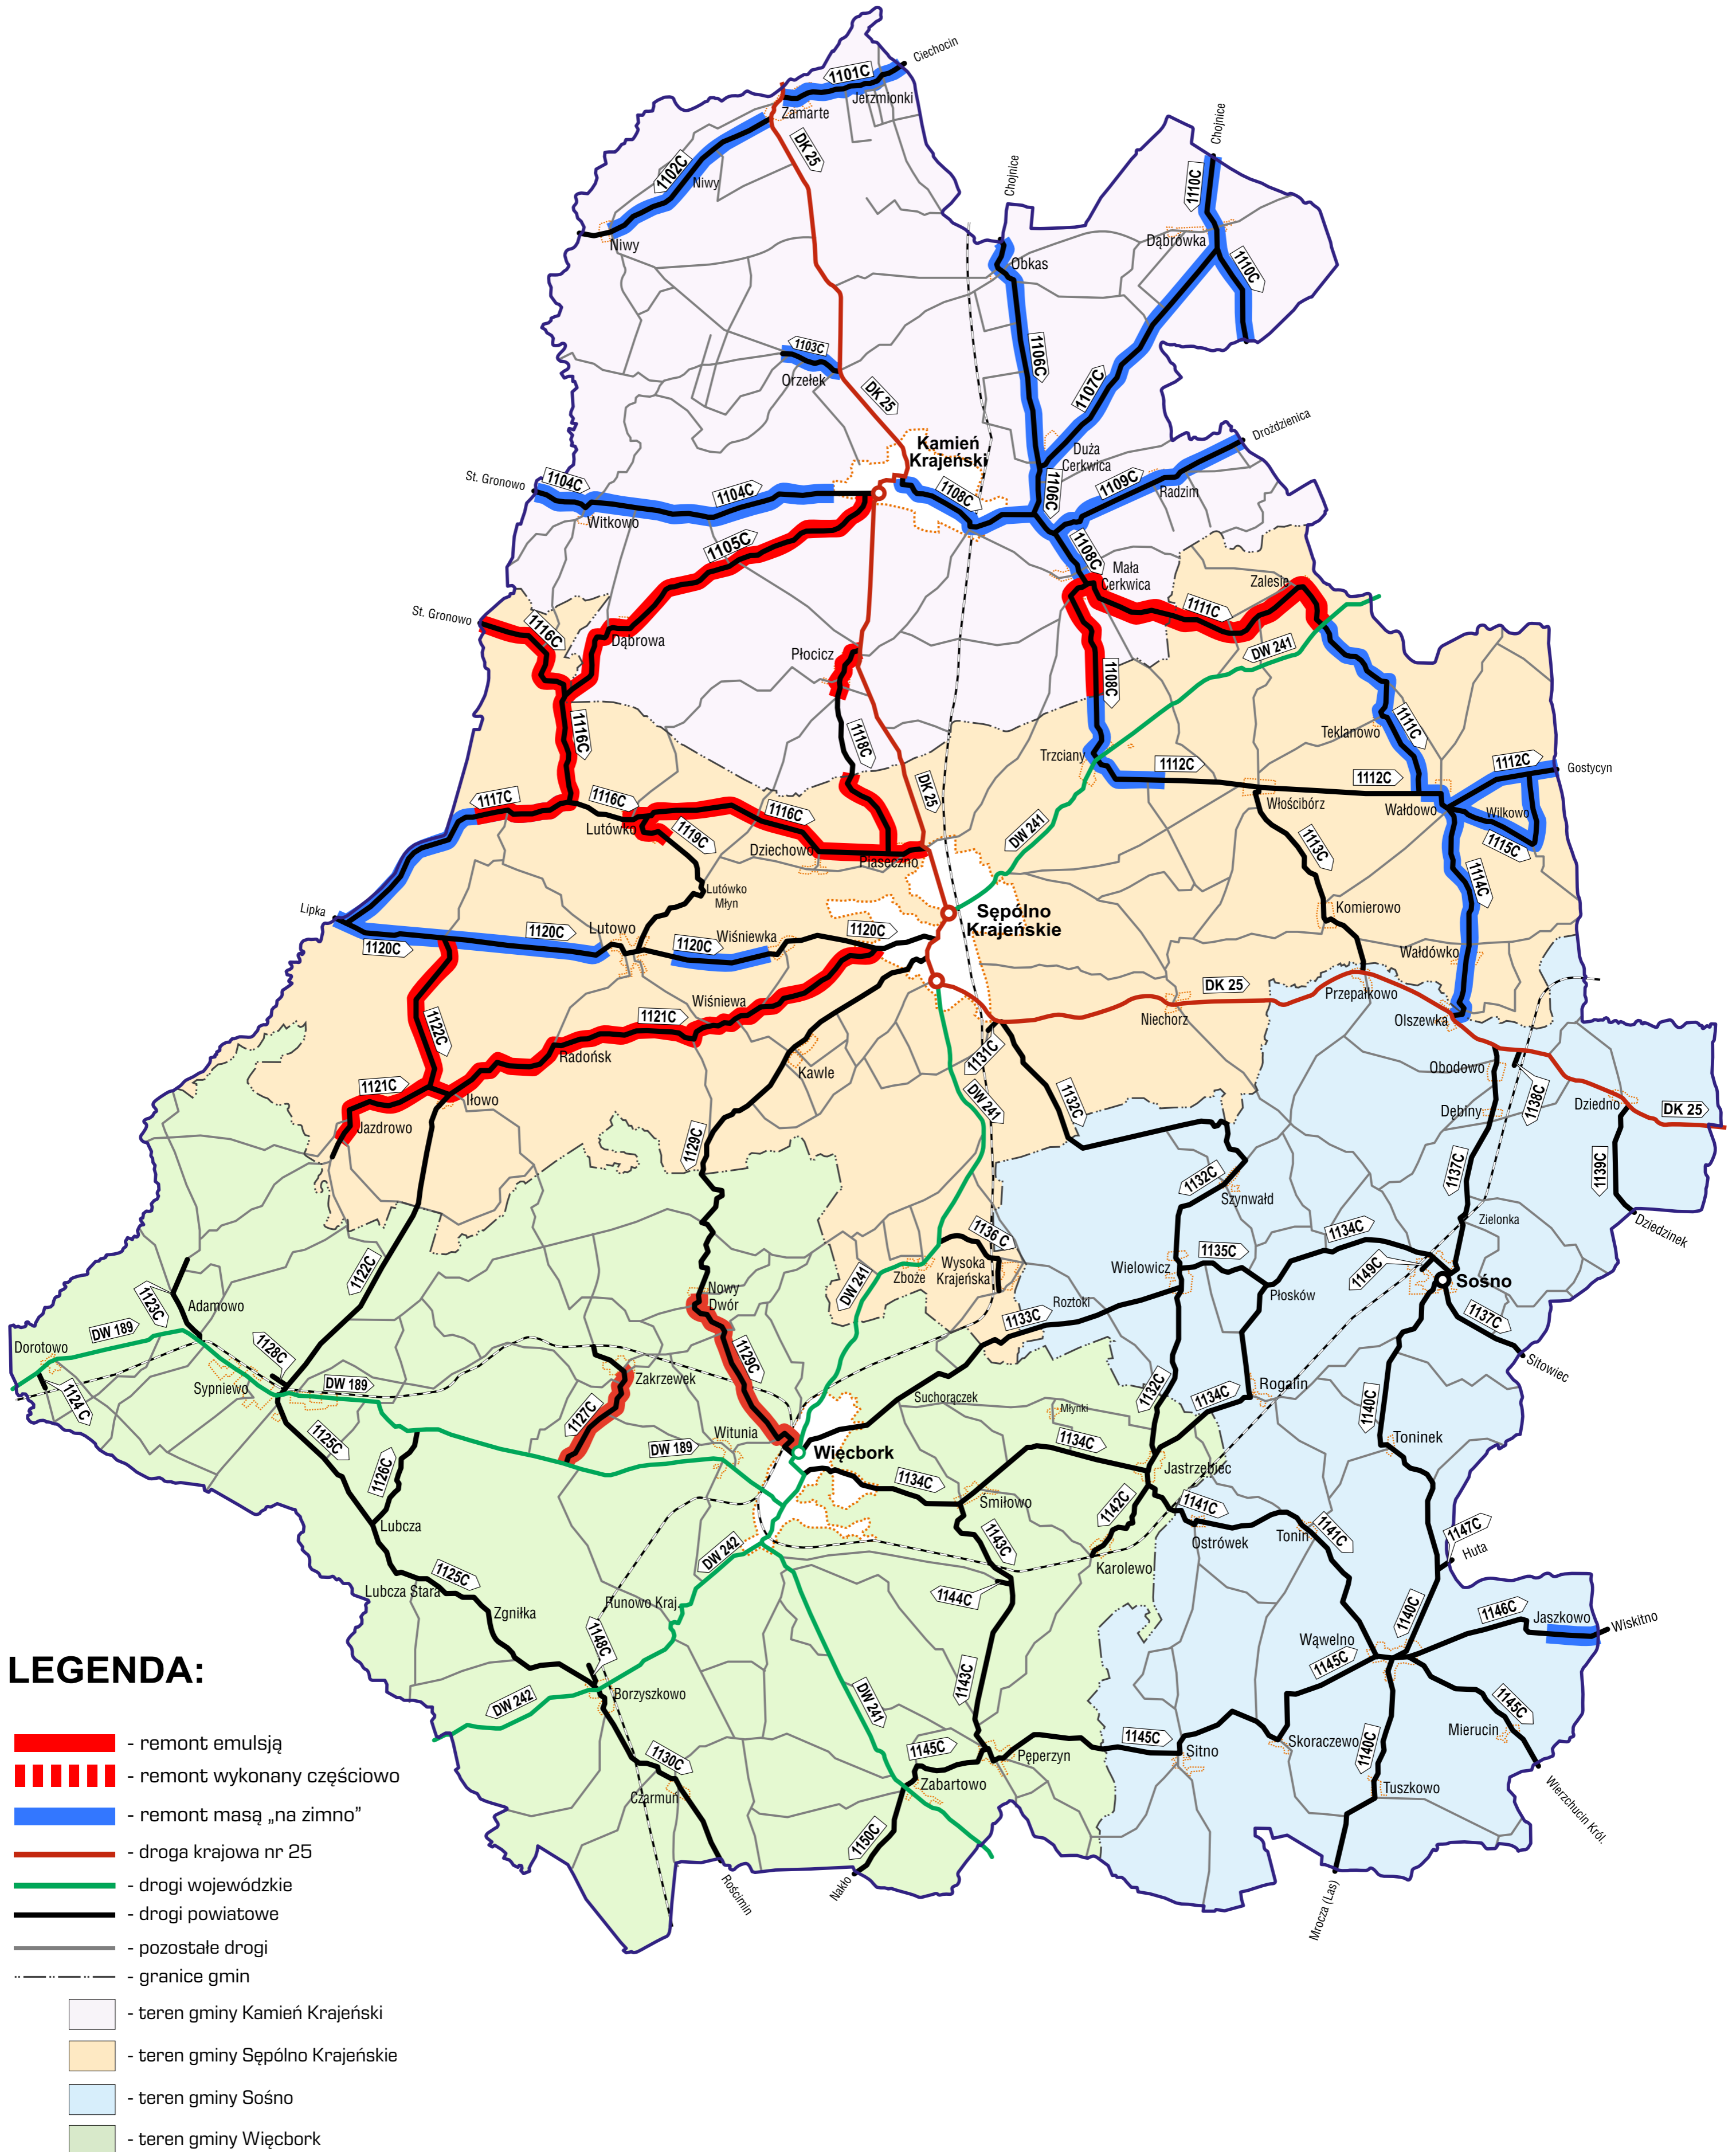 Ciechocin
1101C
Jerzmionki
Zamarte
DK 25
1102C
Niwy
Niwy
Chojnice
Chojnice
1110C
Dąbrówka
1110C
Obkas
1106C
1107C
1103C
Orzełek
DK 25
Kamień
Krajeński
Duża
Cerkwica
Drożdzienica
St. Gronowo
1104C
1104C
Witkowo
1108C
1106C
1109C
Radzim
1105C
1108C
Mała
Cerkwica
Zalesie
1111C
DW 241
St. Gronowo
1116C
Dąbrowa
Płocicz
1108C
1116C
1118C
Teklanowo
1111C
Trzciany
1112C
1112C
1112C
Gostycyn
DK 25
Włościbórz
Wałdowo
Wilkowo
1115C
1117C
1116C
1116C
Lutówko
1119C
Dziechowo
Piaseczno
DW 241
1113C
1114C
Lutówko
Młyn
Lipka
1120C
1120C
Lutowo
1120C
Wiśniewka
1120C
Sępólno
Krajeńskie
Komierowo
Wałdówko
DK 25
Przepałkowo
Niechorz
Olszewka
Wiśniewa
1121C
1122C
Radońsk
1121C
Iłowo
Jazdrowo
Kawle
1131C
DW 241
1132C
1129C
Obodowo
1138C
Dębiny
Dziedno
DK 25
1137C
1139C
1132C
Szynwałd
Zielonka
Dziedzinek
1136 C
Wysoka
Krajeńska
Zboże
DW 241
1134C
1135C
Wielowicz
1149C
Sośno
Płosków
1137C
Sitowiec
Roztoki
1133C
1122C
1123C
Adamowo
DW 189
Dorotowo
1124 C
1128C
Sypniewo
DW 189
Nowy
Dwór
1129C
Zakrzewek
1127C
Suchorączek
Młynki
1132C
1134C
Rogalin
1140C
Toninek
1125C
1126C
DW 189
Witunia
Więcbork
1134C
1134C
Jastrzębiec
Śmiłowo
1142C
1141C
Ostrówek
Tonin
1141C
Lubcza
1143C
Karolewo
1147C
Huta
1144C
DW 242
1125C
Lubcza Stara
Zgniłka
Runowo Kraj.
1148C
1140C
1146C
Jaszkowo
Wiskitno
Wąwelno
1145C
1143C
Borzyszkowo
DW 242
DW 241
1145C
Mierucin
1145C
1145C
Sitno
Skoraczewo
1140C
Pęperzyn
1130C
Czarmuń
Zabartowo
Tuszkowo
Wierzchucin Król.
1150C
Nakło
Rościmin
Mrocza (Las)
LEGENDA:
- remont emulsją
- remont wykonany częściowo
- remont masą „na zimno”
- droga krajowa nr 25
- drogi wojewódzkie
- drogi powiatowe
- pozostałe drogi
- granice gmin
- teren gminy Kamień Krajeński
- teren gminy Sępólno Krajeńskie
- teren gminy Sośno
- teren gminy Więcbork